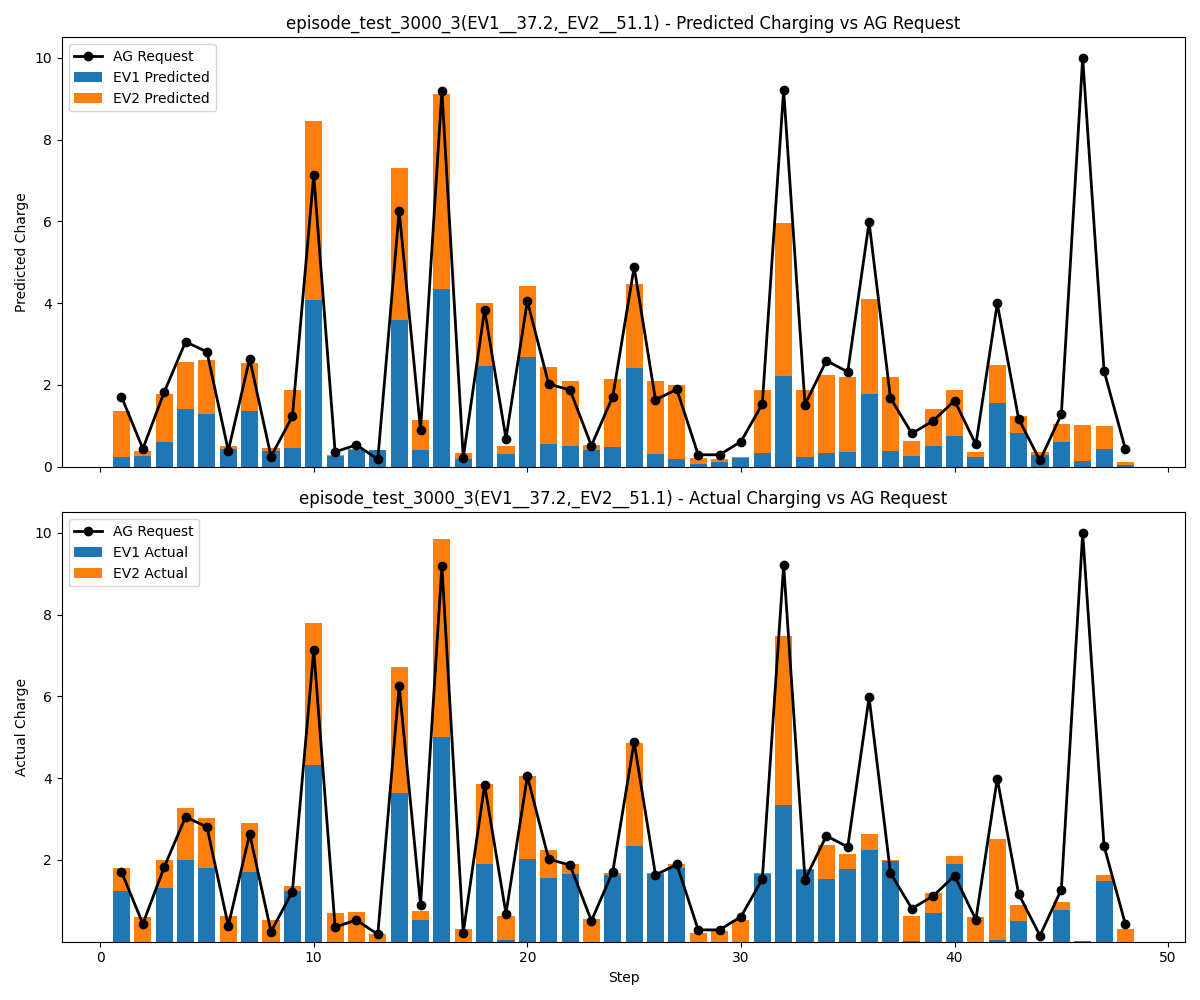 episode_test_3000_3(EV1__37.2,_EV2__51.1) - Predicted Charging vs AG Request
AG Request
EV1 Predicted
EV2 Predicted
Predicted Charge
10
8
6
4
2
0
episode_test_3000_3(EV1__37.2,_EV2__51.1) - Actual Charging vs AG Request
AG Request
EV1 Actual
EV2 Actual
Actual Charge
10
8
6
4
2
0
10
20
30
40
50
Step